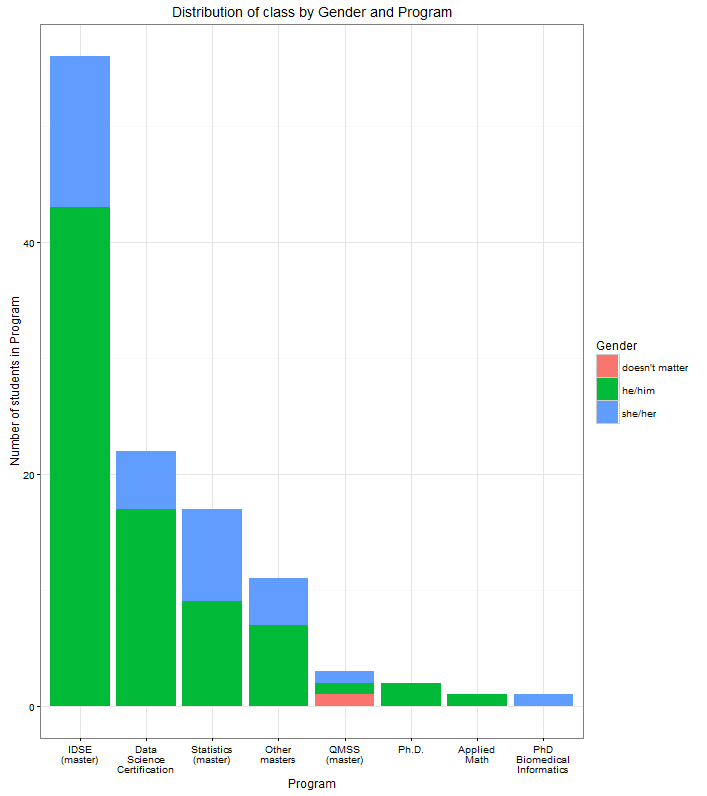 Distribution of class by Gender and Program
Number of students in Program
40
20
0
IDSE
(master)
Data
Science
Certification
Statistics
(master)
Other
masters
QMSS
(master)
Ph.D.
Applied
Math
PhD
Biomedical
Informatics
Program
Gender
doesn't matter
he/him
she/her